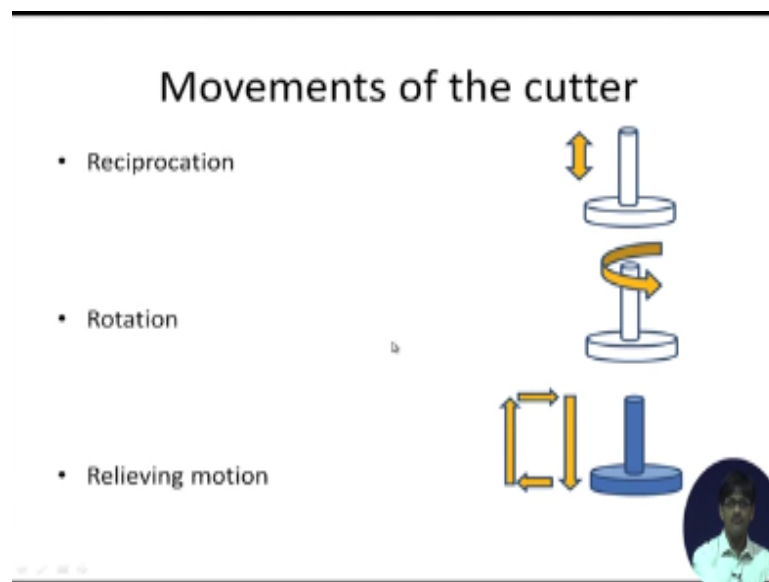 Movements of the cutter
• Reciprocation
• Rotation
• Relieving motion